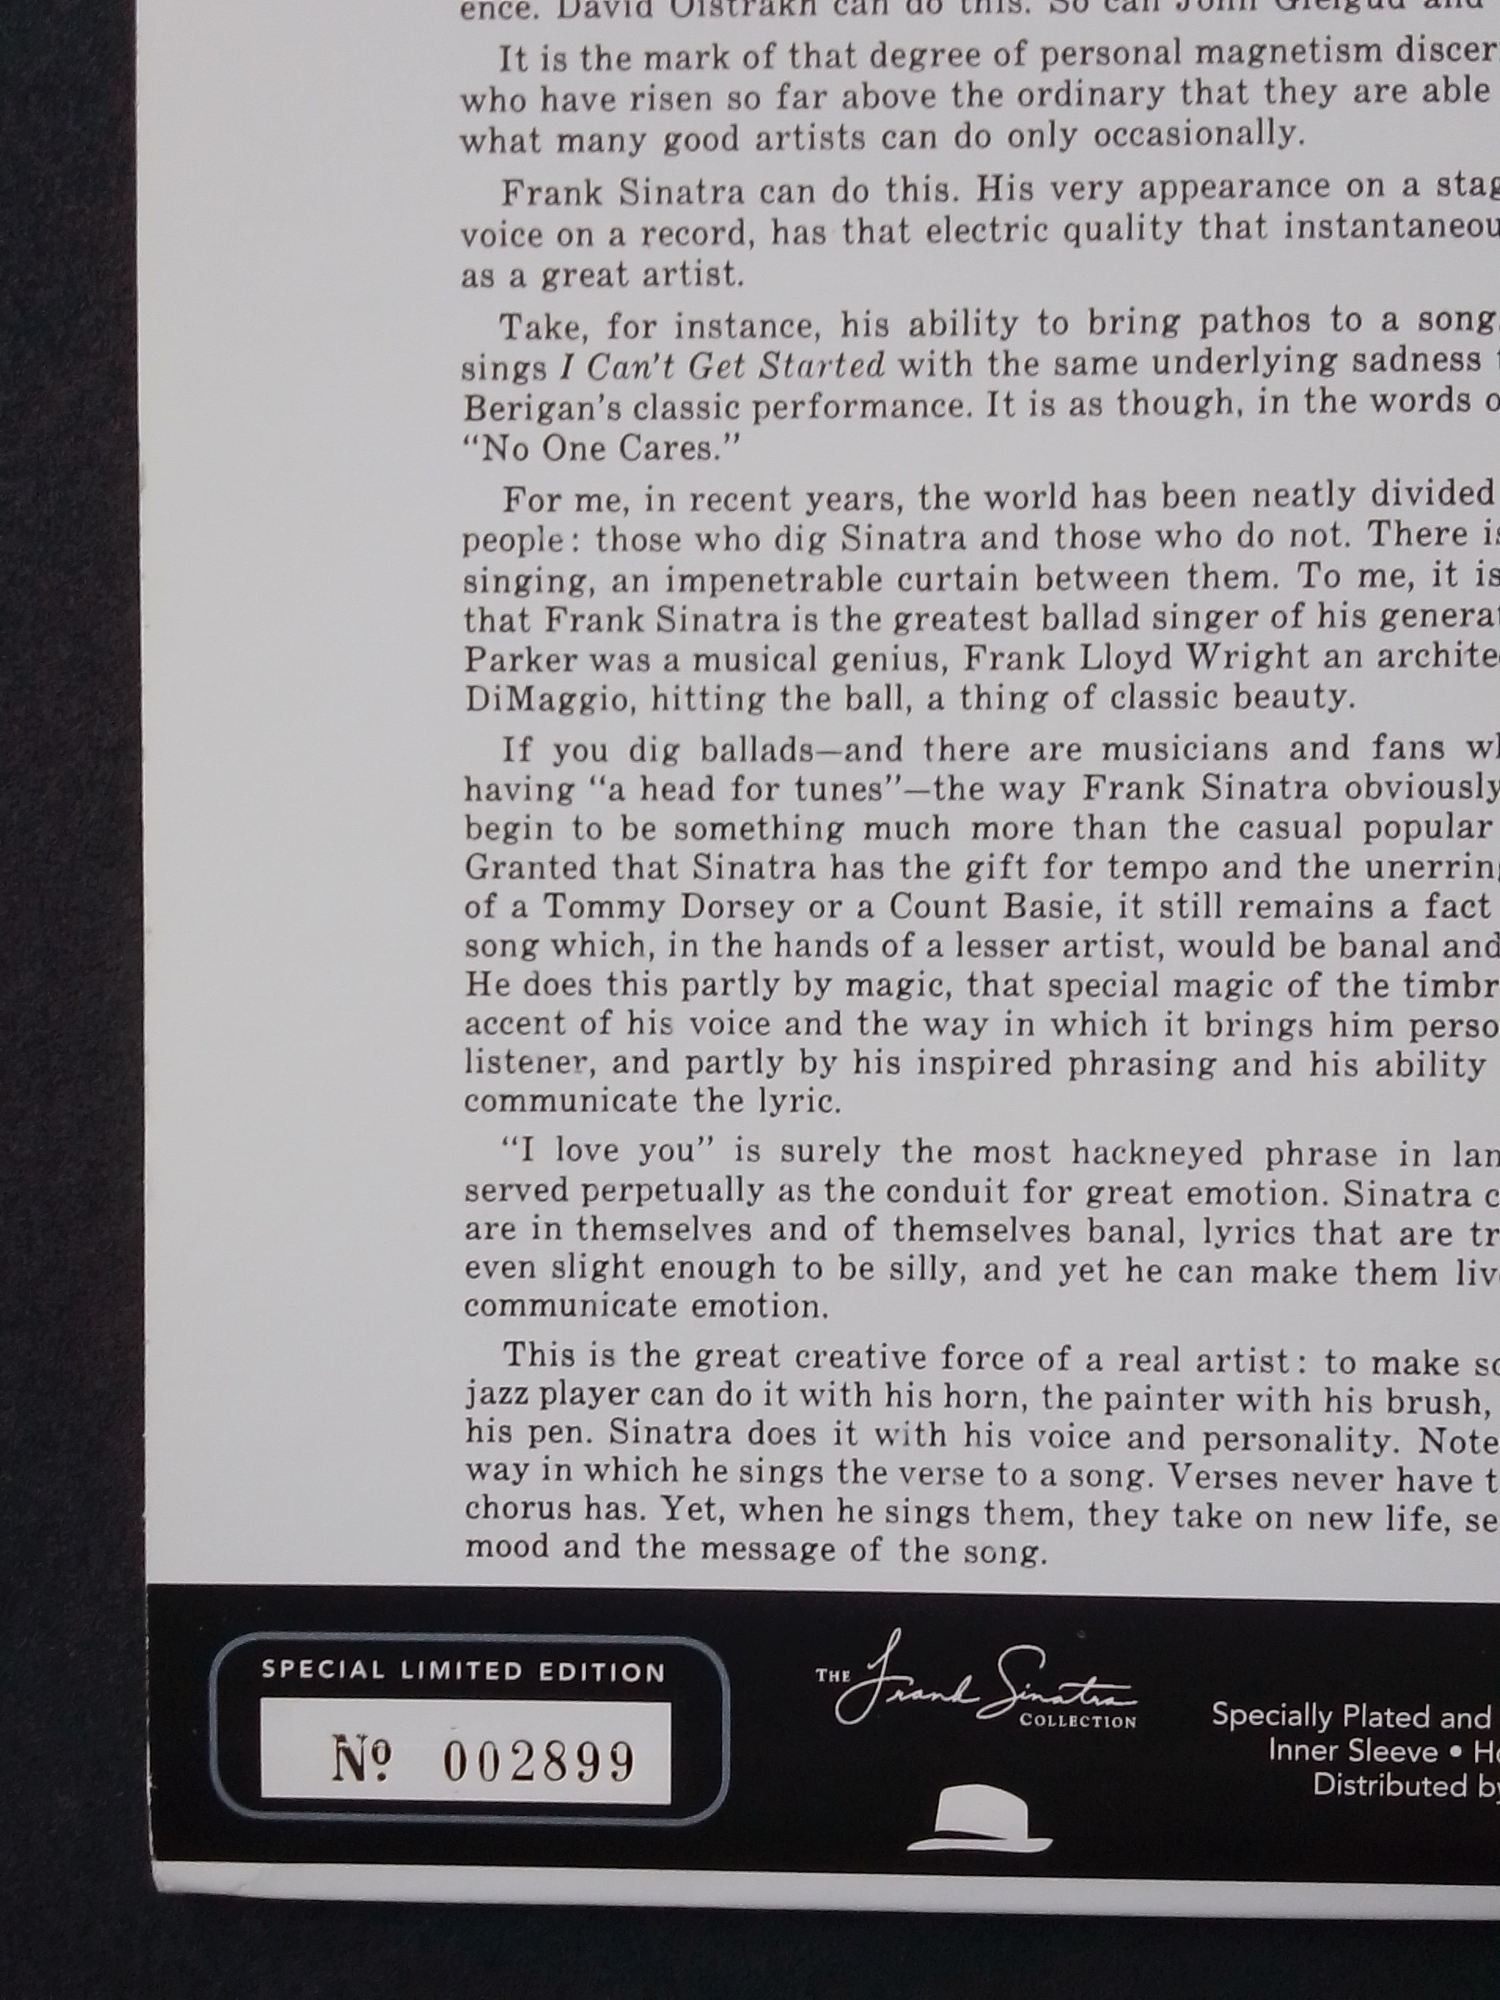 ence. David Oistrakh can do this. So can John Gielgud and
It is the mark of that degree of personal magnetism
who have risen so far above the ordinary that they are able
what many good artists can do only occasionally.
Frank Sinatra can do this. His very appearance on a
voice on a record, has that electric quality that
as a great artist.
Take, for instance, his ability to bring pathos to a song.
sings I Can't Get Started with the same underlying sadness
Berigan's classic performance. It is as though, in the words
“No One Cares.”
For me, in recent years, the world has been neatly divided
people: those who dig Sinatra and those who do not. There is
singing, an impenetrable curtain between them. To me, it is
that Frank Sinatra is the greatest ballad singer of his
Parker was a musical genius, Frank Lloyd Wright an
DiMaggio, hitting the ball, a thing of classic beauty.
If you dig ballads—and there are musicians and fans
having “a head for tunes”—the way Frank Sinatra obviously
begin to be something much more than the casual popular
Granted that Sinatra has the gift for tempo and the
of a Tommy Dorsey or a Count Basie, it still remains a fact
song which, in the hands of a lesser artist, would be banal and
He does this partly by magic, that special magic of the
accent of his voice and the way in which it brings him
listener, and partly by his inspired phrasing and his ability
communicate the lyric.
“I love you” is surely the most hackneyed phrase in
served perpetually as the conduit for great emotion. Sinatra
are in themselves and of themselves banal, lyrics that are
even slight enough to be silly, and yet he can make them
communicate emotion.
This is the great creative force of a real artist: to make
jazz player can do it with his horn, the painter with his brush,
his pen. Sinatra does it with his voice and personality. Note
way in which he sings the verse to a song. Verses never have
chorus has. Yet, when he sings them, they take on new life,
mood and the message of the song.
SPECIAL LIMITED EDITION
Nº 002899
THE Frank Sinatra COLLECTION
Specially Plated and
Inner Sleeve •
Distributed by